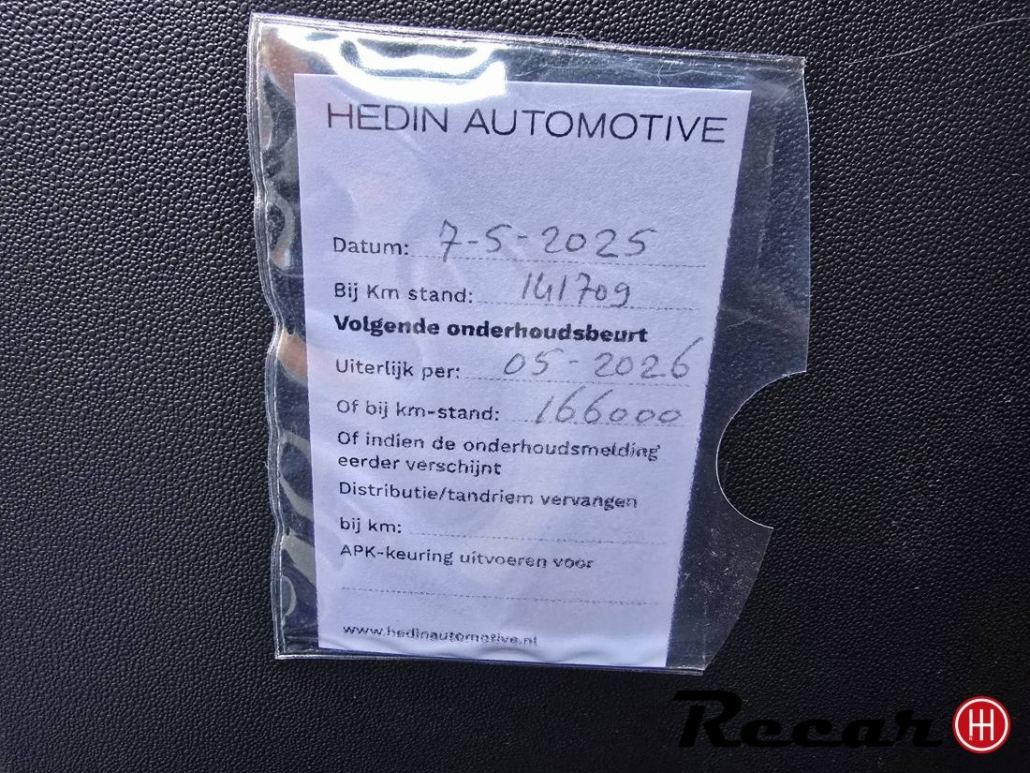 HEDIN AUTOMOTIVE
Datum: 7-5-2025
Bij Km stand: 141709
Volgende onderhoudsbeurt
Uiterlijk per: 05-2026
Of bij km-stand: 166000
Of indien de onderhoudsmelding
eerder verschijnt
Distributie/tandriem vervangen
bij km:
APK-keuring uitvoeren voor
www.hedinautomotive.nl
Recar H